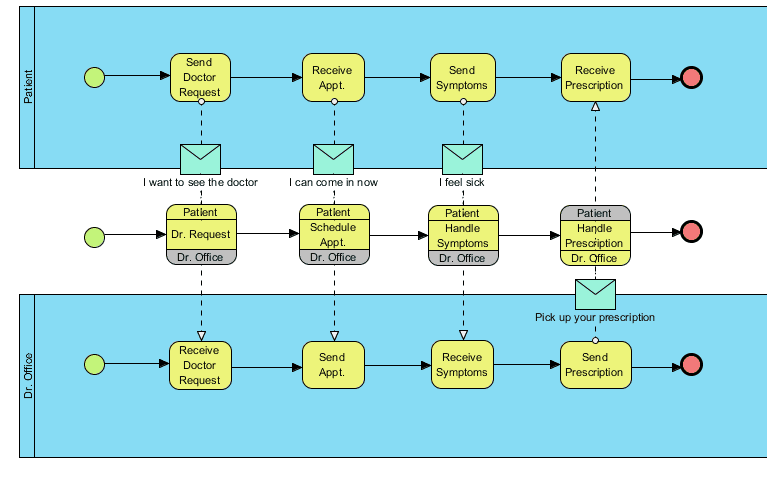 Patient
Send
Doctor
Request
Receive
Appt.
Send
Symptoms
Receive
Prescription
I want to see the doctor
I can come in now
I feel sick
Patient
Dr. Request
Dr. Office
Patient
Schedule
Appt.
Dr. Office
Patient
Handle
Symptoms
Dr. Office
Patient
Handle
Prescription
Dr. Office
Pick up your prescription
Dr. Office
Receive
Doctor
Request
Send
Appt.
Receive
Symptoms
Send
Prescription